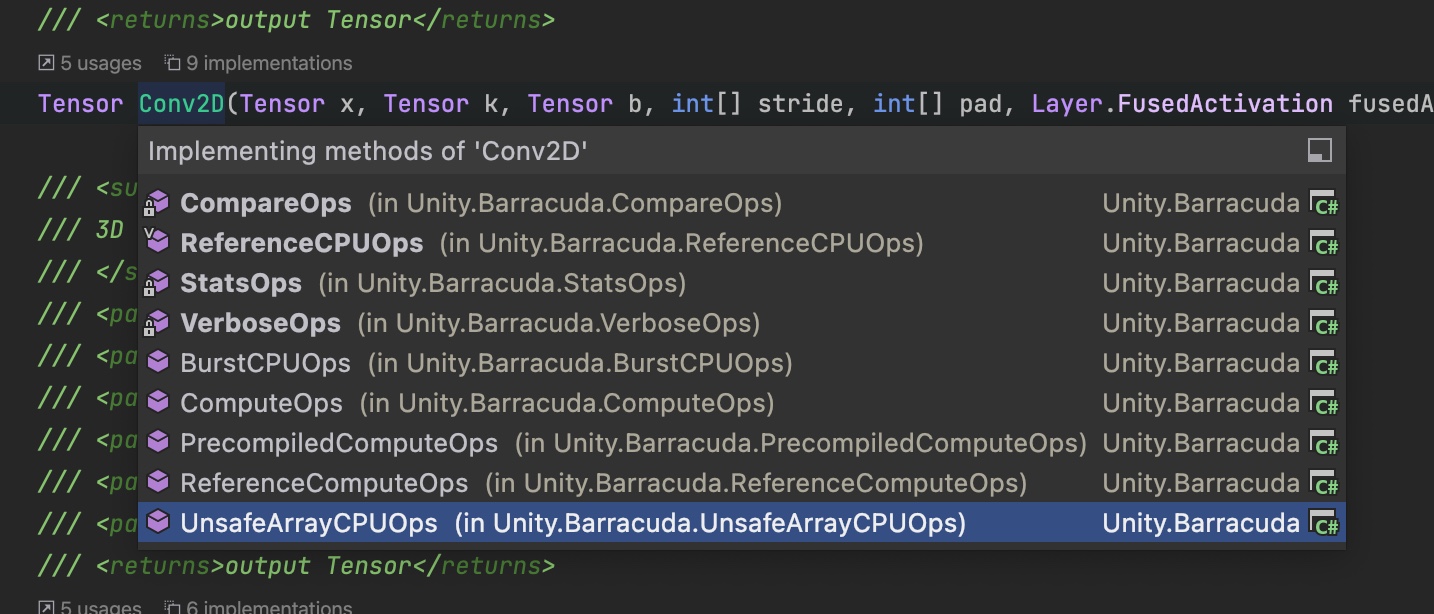 /// <returns>output Tensor</returns>
5 usages 9 implementations
Tensor Conv2D(Tensor x, Tensor k, Tensor b, int[] stride, int[] pad, Layer.FusedActivation fusedA
Implementing methods of 'Conv2D'
/// <su
CompareOps (in Unity.Barracuda.CompareOps) Unity.Barracuda C#
/// 3D
ReferenceCPUOps (in Unity.Barracuda.ReferenceCPUOps) Unity.Barracuda C#
/// </s
StatsOps (in Unity.Barracuda.StatsOps) Unity.Barracuda C#
/// <pa
VerboseOps (in Unity.Barracuda.VerboseOps) Unity.Barracuda C#
/// <pa
BurstCPUOps (in Unity.Barracuda.BurstCPUOps) Unity.Barracuda C#
/// <pa
ComputeOps (in Unity.Barracuda.ComputeOps) Unity.Barracuda C#
/// <pa
PrecompiledComputeOps (in Unity.Barracuda.PrecompiledComputeOps) Unity.Barracuda C#
/// <pa
ReferenceComputeOps (in Unity.Barracuda.ReferenceComputeOps) Unity.Barracuda C#
/// <pa
UnsafeArrayCPUOps (in Unity.Barracuda.UnsafeArrayCPUOps) Unity.Barracuda C#
/// <returns>output Tensor</returns>
5 usages 6 implementations